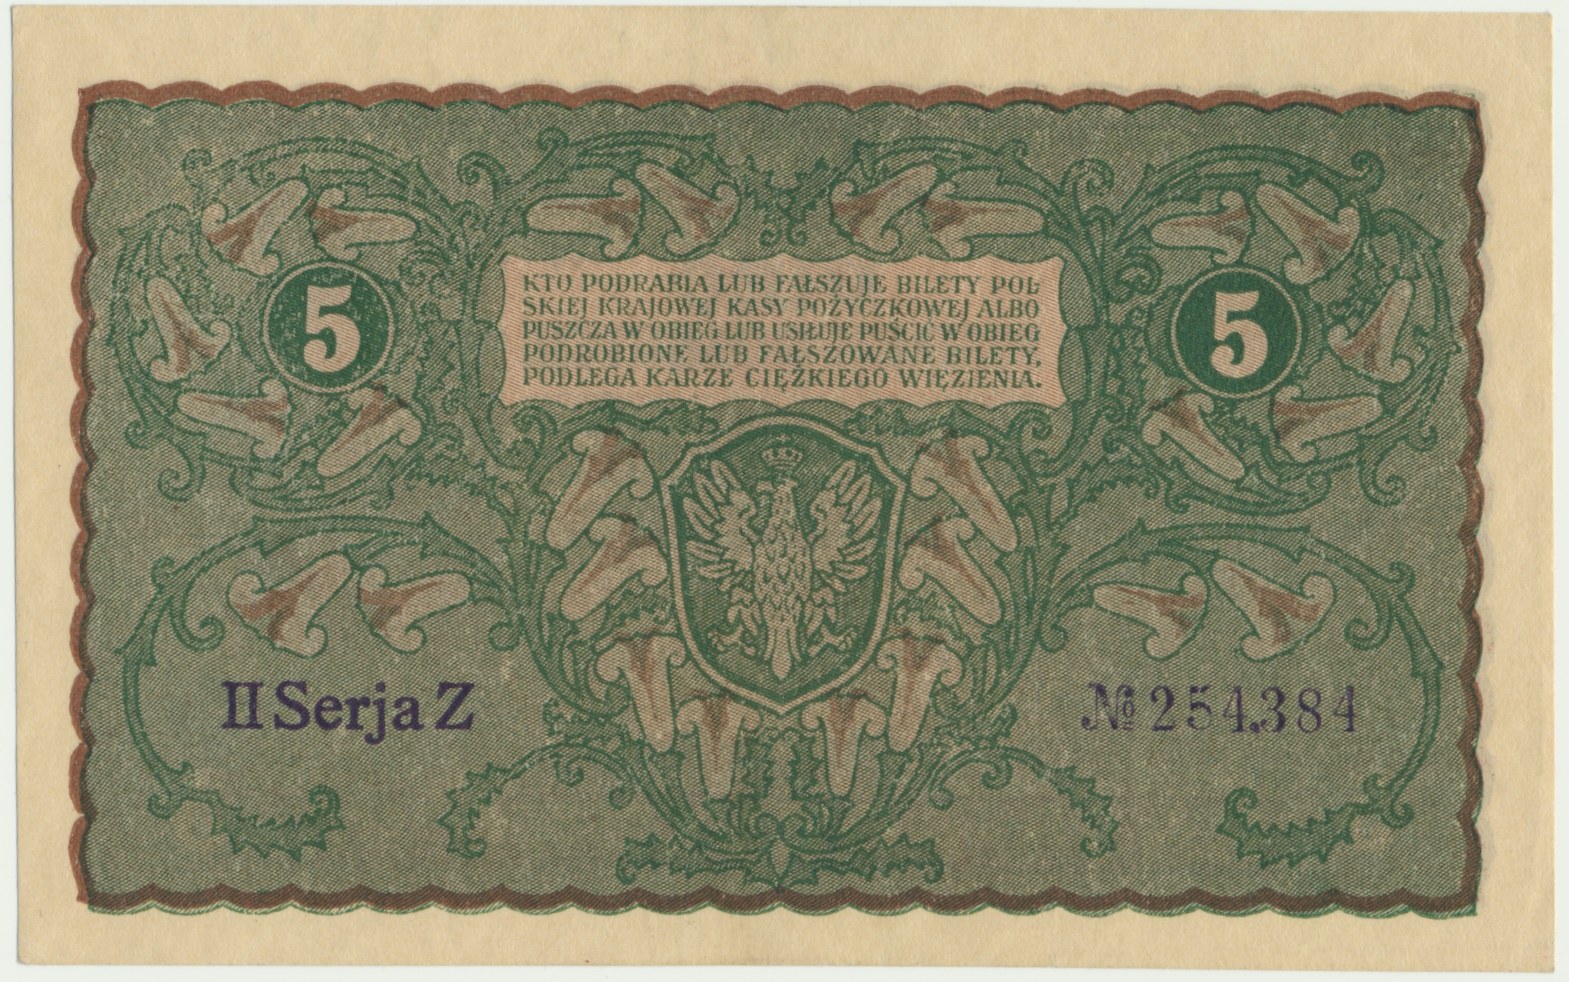 5
5
KTO PODRABIA LUB FAŁSZUJE BILETY POL
SKIEJ KRAJOWEJ KASY POŻYCZKOWEJ ALBO
PUSZCZA W OBIEG LUB USIŁUJE PUŚCIĆ W OBIEG
PODROBIONE LUB FAŁSZOWANE BILETY,
PODLEGA KARZE CIĘŻKIEGO WIĘZIENIA.
II Serja Z
№ 254,384